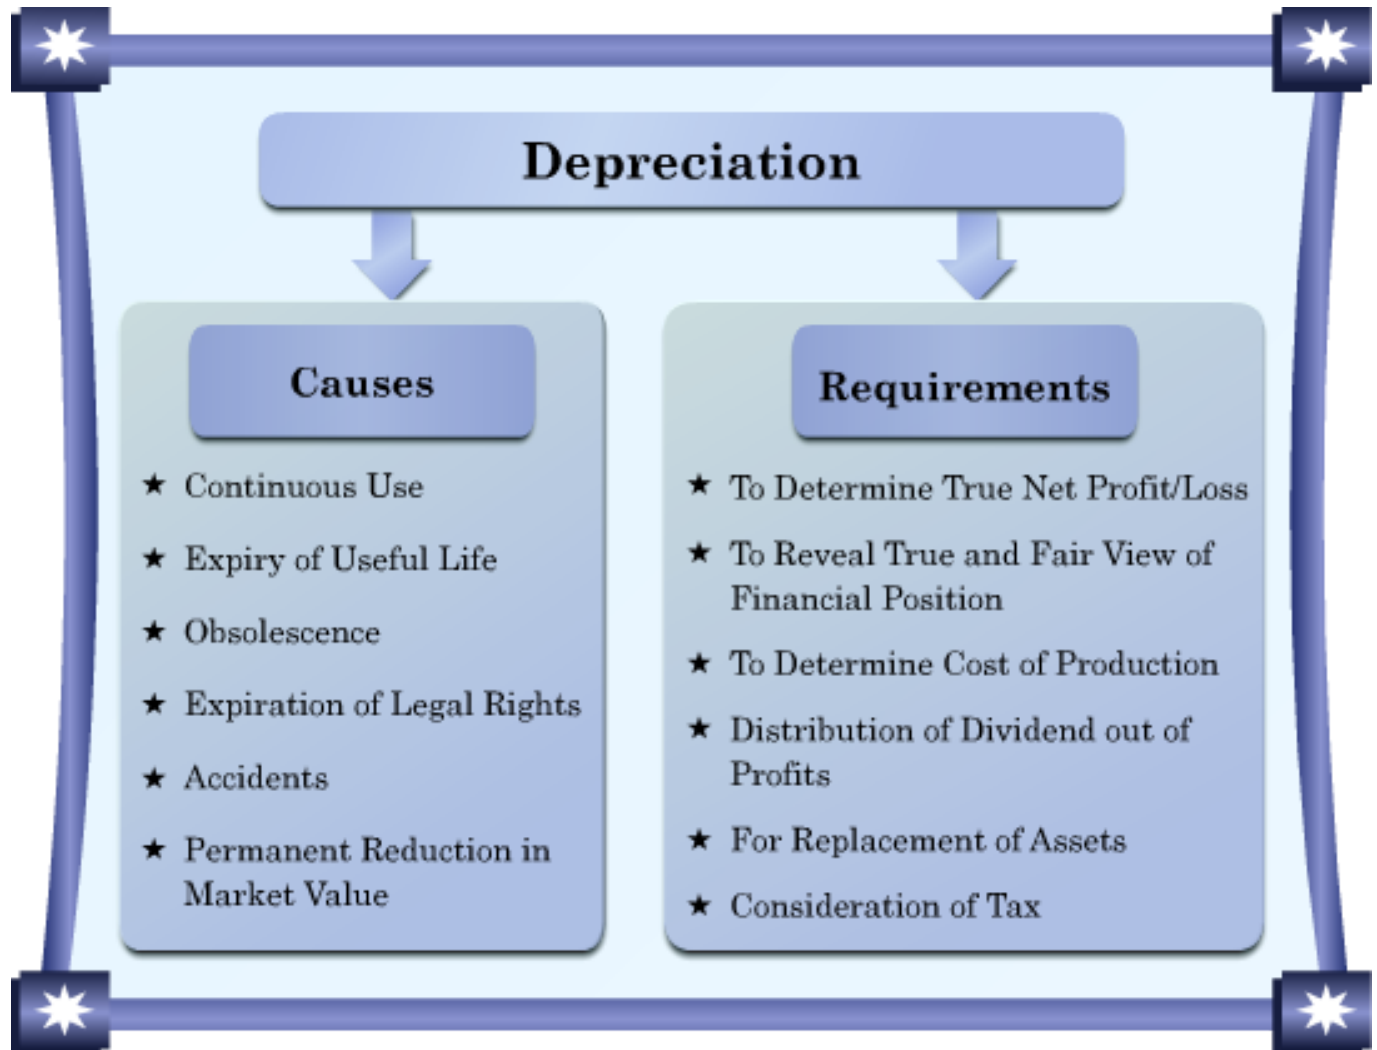 Depreciation
Causes
★ Continuous Use
★ Expiry of Useful Life
★ Obsolescence
★ Expiration of Legal Rights
★ Accidents
★ Permanent Reduction in
Market Value
Requirements
★ To Determine True Net Profit/Loss
★ To Reveal True and Fair View of
Financial Position
★ To Determine Cost of Production
★ Distribution of Dividend out of
Profits
★ For Replacement of Assets
★ Consideration of Tax